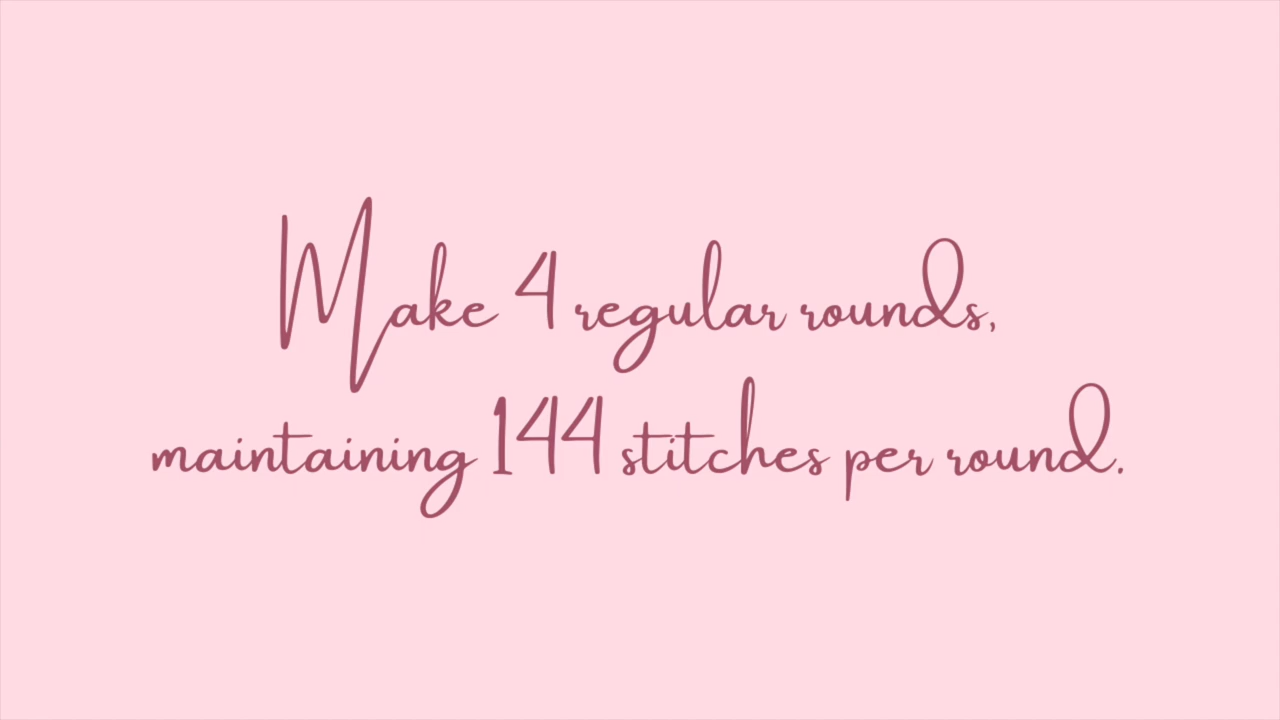 Make 4 regular rounds,
maintaining 144 stitches per round.